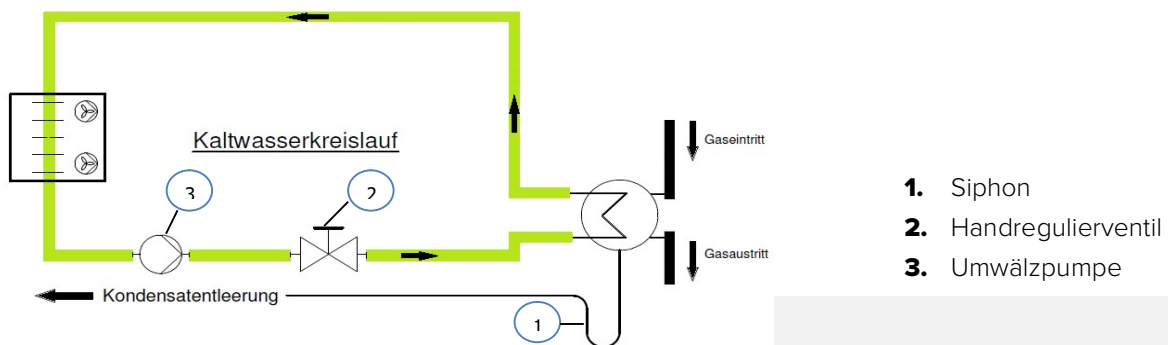 Kaltwasserkreislauf
3
2
Gaseintritt
Gasaustritt
Kondensatentleerung
1
1. Siphon
2. Handregulierventil
3. Umwälzpumpe